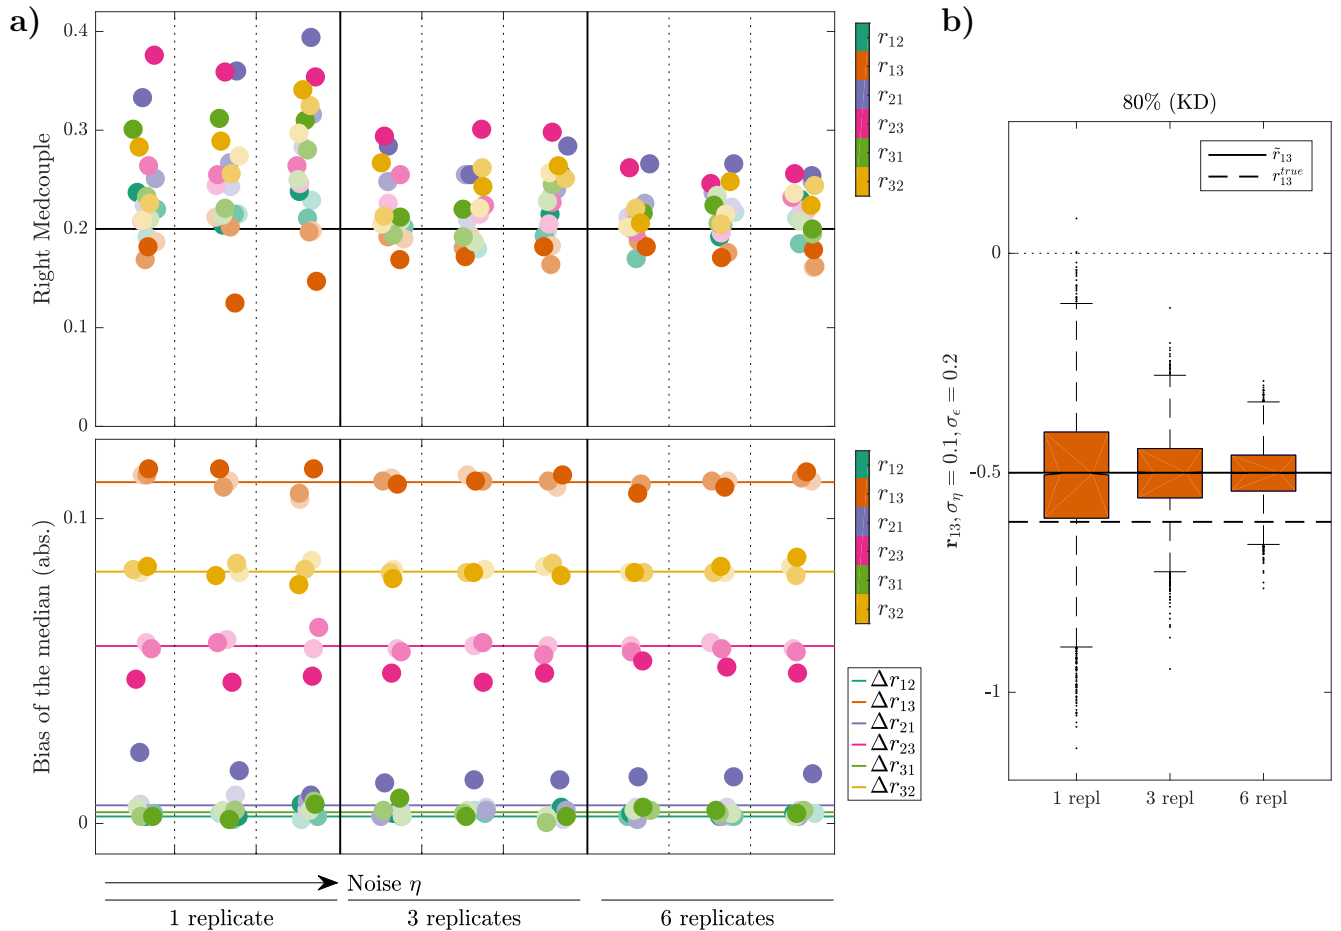 a)
Right Medcouple
0.4
0.3
0.2
0.1
0
r₁₂
r₁₃
r₂₁
r₂₃
r₃₁
r₃₂
Bias of the median (abs.)
0.1
0
r₁₂
r₁₃
r₂₁
r₂₃
r₃₁
r₃₂
Δr₁₂
Δr₁₃
Δr₂₁
Δr₂₃
Δr₃₁
Δr₃₂
Noise η
1 replicate
3 replicates
6 replicates
b)
80% (KD)
r̃₁₃
r₁₃ᵗʳᵘᵉ
r₁₃, σ_η = 0.1, σ_ϵ = 0.2
0
-0.5
-1
1 repl
3 repl
6 repl